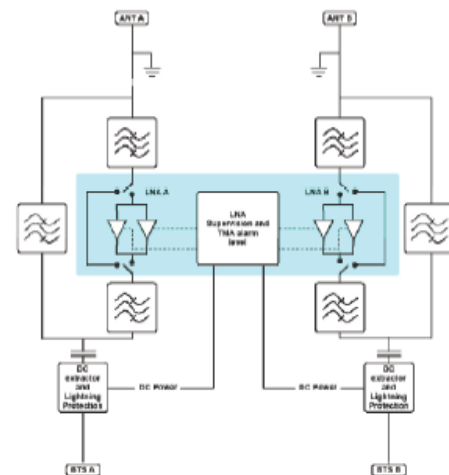 ANT A
ANT B
LNA A
LNA B
LNA
Supervision and
TMA alarm
level
DC
extractor
and
Lightning
Protection
DC Power
DC Power
DC
extractor
and
Lightning
Protection
BTS A
BTS B